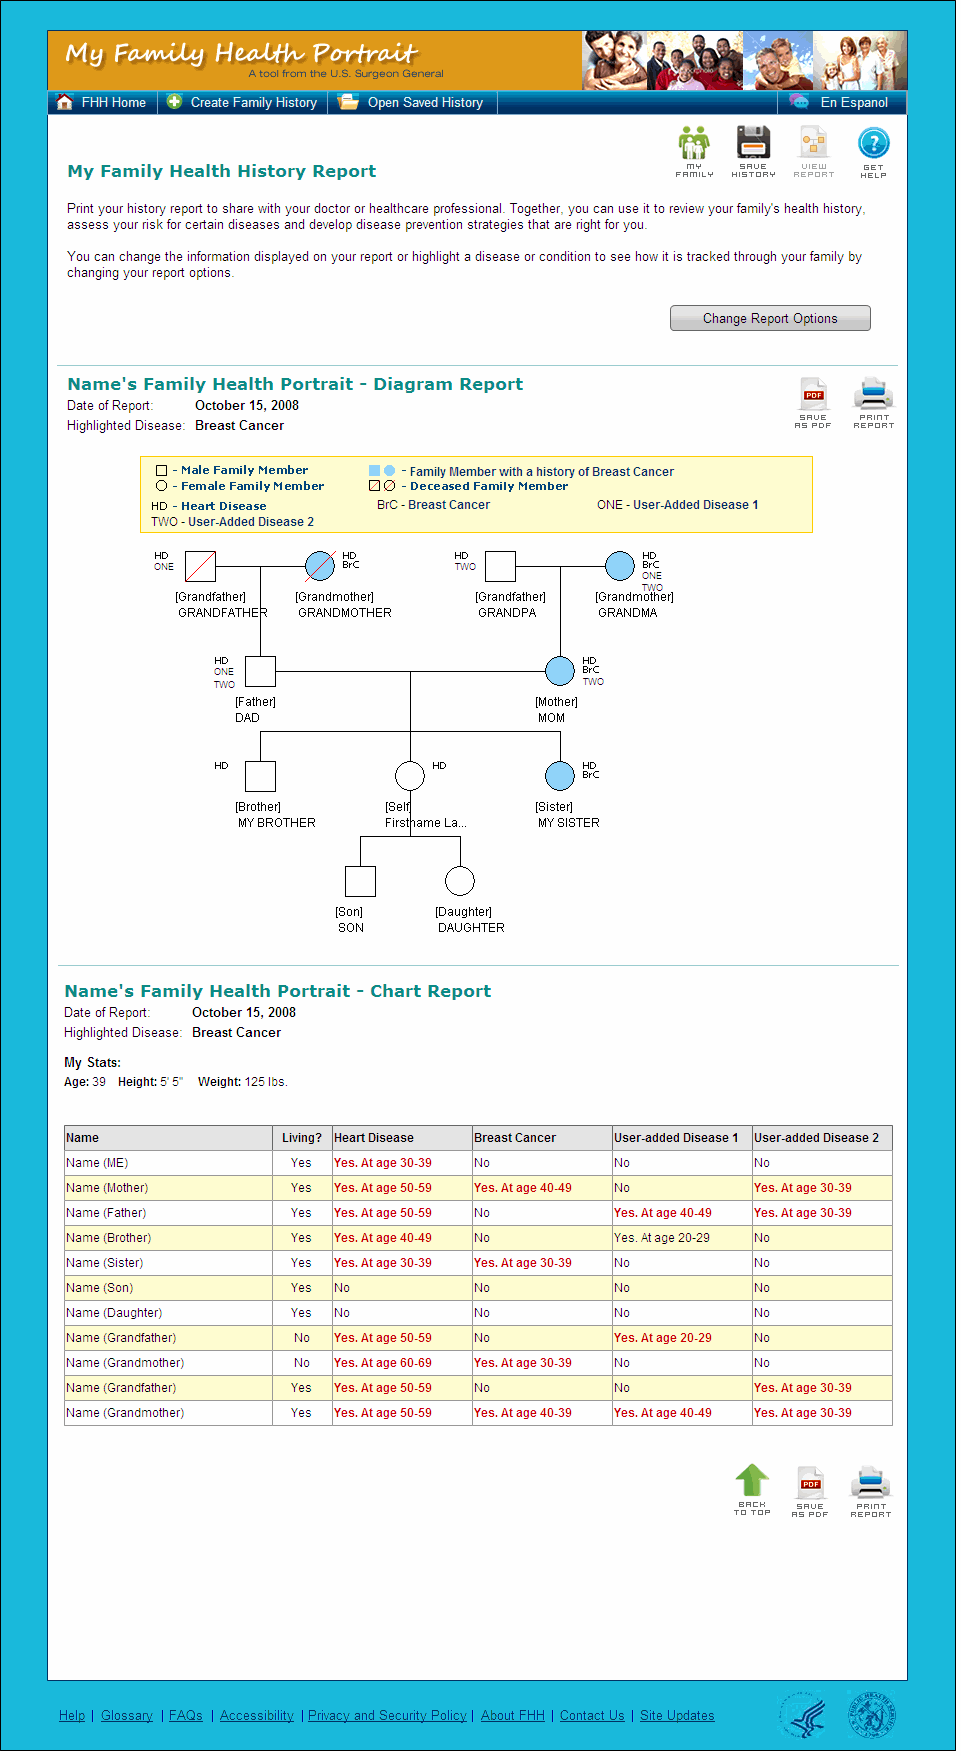 My Family Health Portrait
A tool from the U.S. Surgeon General
FHH Home Create Family History Open Saved History En Espanol
MY FAMILY SAVE HISTORY VIEW REPORT GET HELP
My Family Health History Report
Print your history report to share with your doctor or healthcare professional. Together, you can use it to review your family's health history,
assess your risk for certain diseases and develop disease prevention strategies that are right for you.
You can change the information displayed on your report or highlight a disease or condition to see how it is tracked through your family by
changing your report options.
Change Report Options
Name's Family Health Portrait - Diagram Report
Date of Report: October 15, 2008
Highlighted Disease: Breast Cancer
PDF
SAVE AS PDF PRINT REPORT
- Male Family Member - Family Member with a history of Breast Cancer
- Female Family Member - Deceased Family Member
HD - Heart Disease BrC - Breast Cancer ONE - User-Added Disease 1
TWO - User-Added Disease 2
HD HD HD HD
ONE BrC TWO BrC
ONE
TWO
[Grandfather] [Grandmother] [Grandfather] [Grandmother]
GRANDFATHER GRANDMOTHER GRANDPA GRANDMA
HD HD
ONE BrC
TWO TWO
[Father] [Mother]
DAD MOM
HD HD HD
BrC
[Brother] [Self] [Sister]
MY BROTHER Firstname La... MY SISTER
[Son] [Daughter]
SON DAUGHTER
Name's Family Health Portrait - Chart Report
Date of Report: October 15, 2008
Highlighted Disease: Breast Cancer
My Stats:
Age: 39 Height: 5' 5" Weight: 125 lbs.
Name Living? Heart Disease Breast Cancer User-added Disease 1 User-added Disease 2
Name (ME) Yes Yes. At age 30-39 No No No
Name (Mother) Yes Yes. At age 50-59 Yes. At age 40-49 No Yes. At age 30-39
Name (Father) Yes Yes. At age 50-59 No Yes. At age 40-49 Yes. At age 30-39
Name (Brother) Yes Yes. At age 40-49 No Yes. At age 20-29 No
Name (Sister) Yes Yes. At age 30-39 Yes. At age 30-39 No No
Name (Son) Yes No No No No
Name (Daughter) Yes No No No No
Name (Grandfather) No Yes. At age 50-59 No Yes. At age 20-29 No
Name (Grandmother) No Yes. At age 60-69 Yes. At age 30-39 No No
Name (Grandfather) Yes Yes. At age 50-59 No No Yes. At age 30-39
Name (Grandmother) Yes Yes. At age 50-59 Yes. At age 40-39 Yes. At age 40-49 Yes. At age 30-39
PDF
BACK TO TOP SAVE AS PDF PRINT REPORT
Help | Glossary | FAQs | Accessibility | Privacy and Security Policy | About FHH | Contact Us | Site Updates